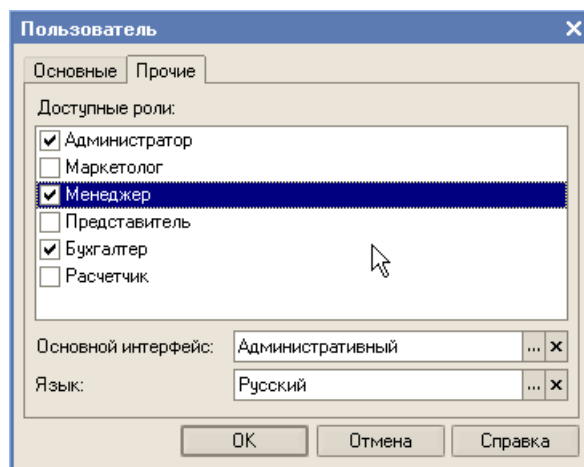 Пользователь
Основные Прочие
Доступные роли:
Администратор
Маркетолог
Менеджер
Представитель
Бухгалтер
Расчетчик
Основной интерфейс: Административный ...
Язык: Русский ...
OK Отмена Справка